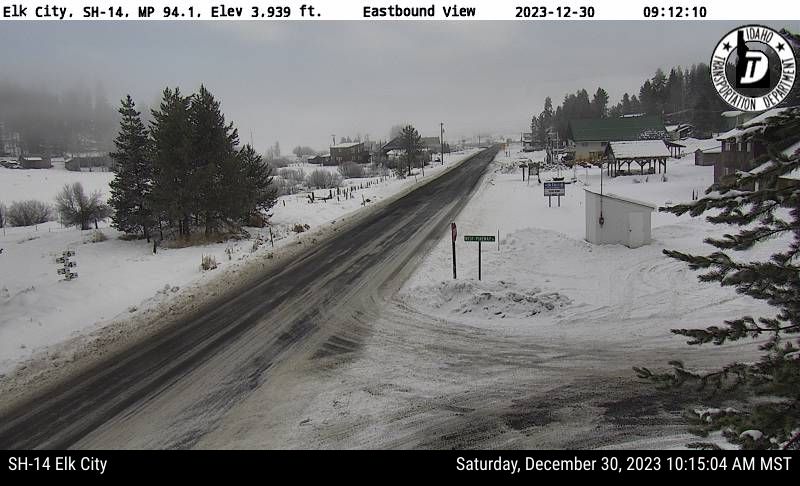 Elk City, SH-14, MP 94.1, Elev 3,939 ft. Eastbound View 2023-12-30 09:12:10
IDAHO
TRANSPORTATION DEPARTMENT
SH-14 Elk City Saturday, December 30, 2023 10:15:04 AM MST